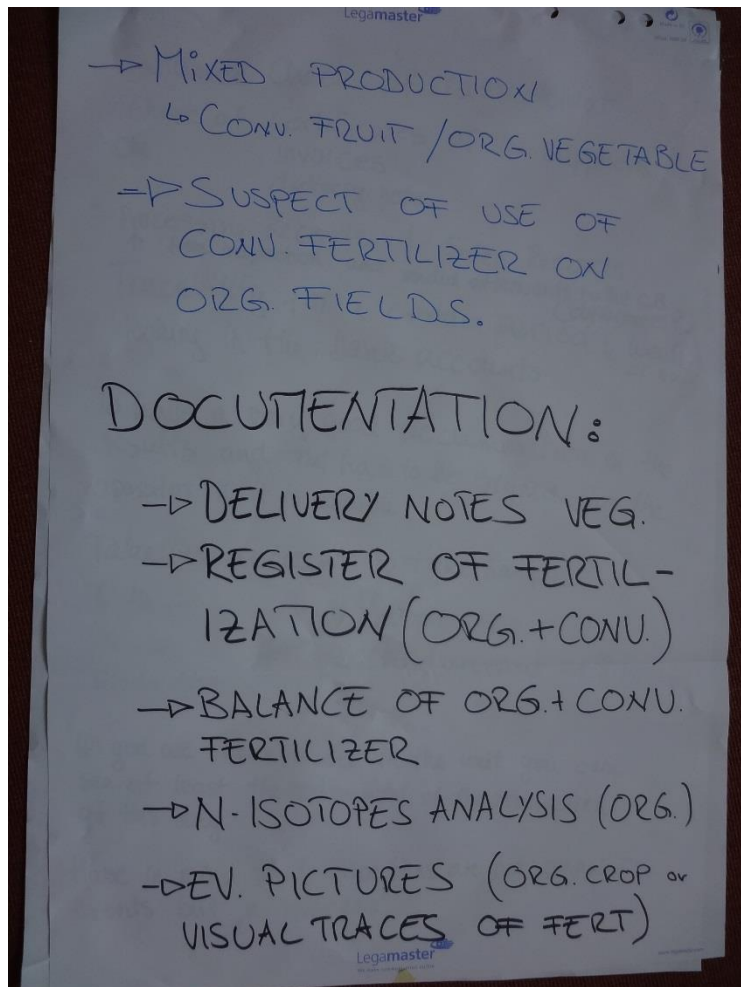 Legamaster
→ MIXED PRODUCTION
↳ CONV. FRUIT / ORG. VEGETABLE
⇒ SUSPECT OF USE OF
CONV. FERTILIZER ON
ORG. FIELDS.
DOCUMENTATION:
→ DELIVERY NOTES VEG.
→ REGISTER OF FERTIL-
IZATION (ORG. + CONV.)
→ BALANCE OF ORG. + CONV.
FERTILIZER
→ N-ISOTOPES ANALYSIS (ORG.)
→ EV. PICTURES (ORG. CROP or
VISUAL TRACES OF FERT)
Legamaster